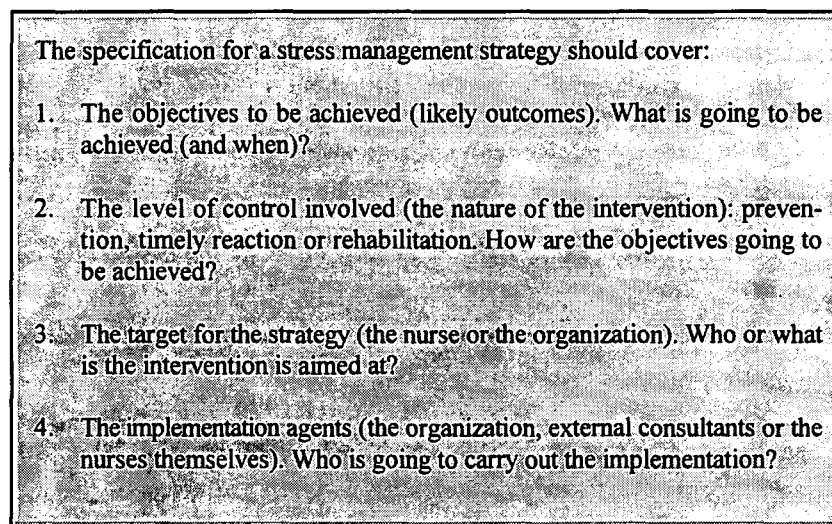 The specification for a stress management strategy should cover:
1. The objectives to be achieved (likely outcomes). What is going to be
achieved (and when)?
2. The level of control involved (the nature of the intervention): preven-
tion, timely reaction or rehabilitation. How are the objectives going to
be achieved?
3. The target for the strategy (the nurse or the organization). Who or what
is the intervention is aimed at?
4. The implementation agents (the organization, external consultants or the
nurses themselves). Who is going to carry out the implementation?